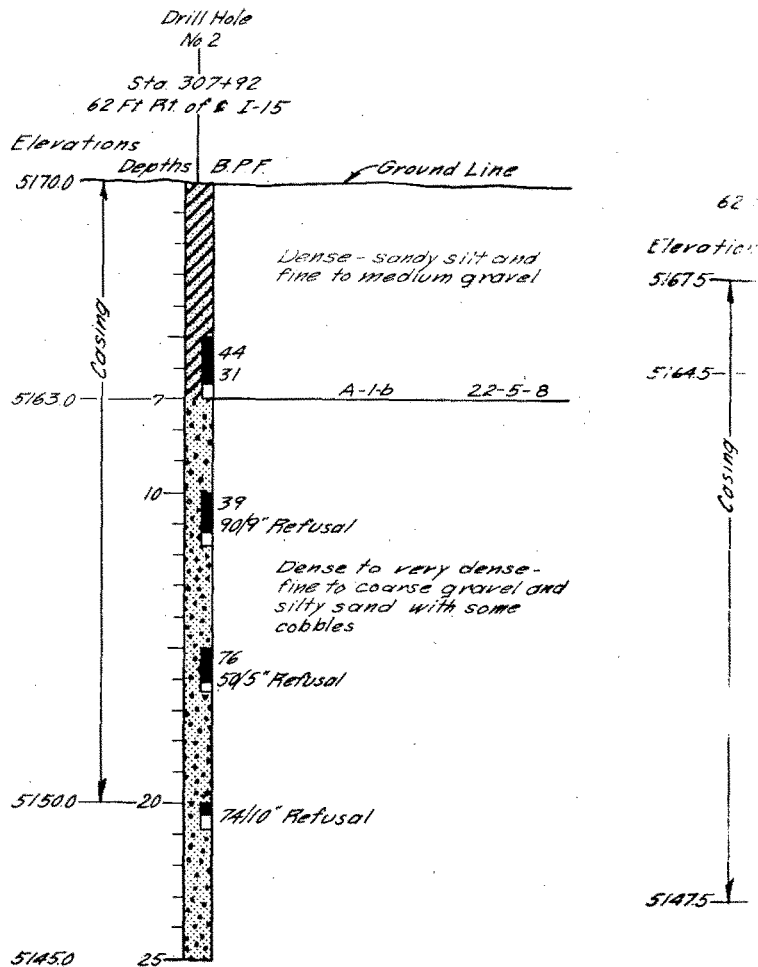 Drill Hole
No 2
Sta. 307+92
62 Ft Rt. of ℄ I-15
Elevations
Depths B.P.F.
Ground Line
5170.0
Dense - sandy silt and
fine to medium gravel
Casing
44
31
5163.0
7
A-1-b 22-5-8
10
39
90/9" Refusal
Dense to very dense-
fine to coarse gravel and
silty sand with some
cobbles
76
50/5" Refusal
5150.0
20
74/10" Refusal
5145.0
25
62
5167.5
5164.5
Casing
5147.5